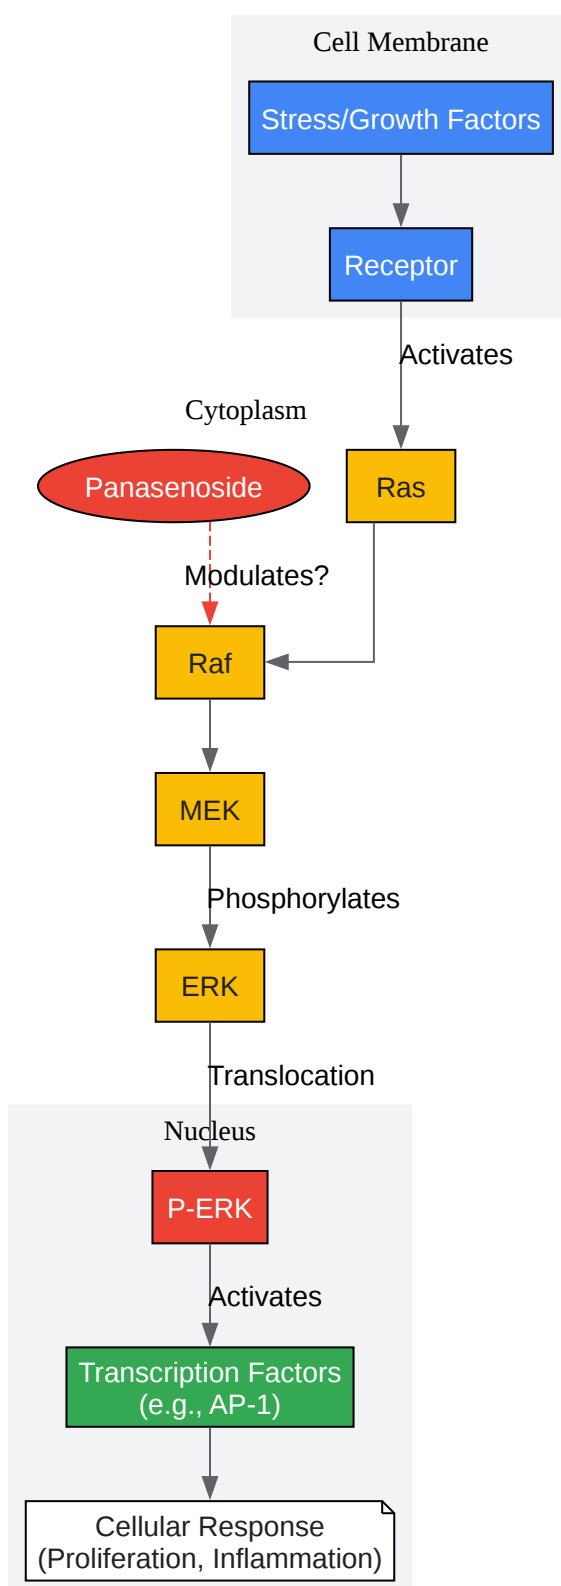 Cell Membrane
Stress/Growth Factors
Receptor
Activates
Cytoplasm
Panasenoside
Ras
Modulates?
Raf
MEK
Phosphorylates
ERK
Translocation
Nucleus
P-ERK
Activates
Transcription Factors
(e.g., AP-1)
Cellular Response
(Proliferation, Inflammation)